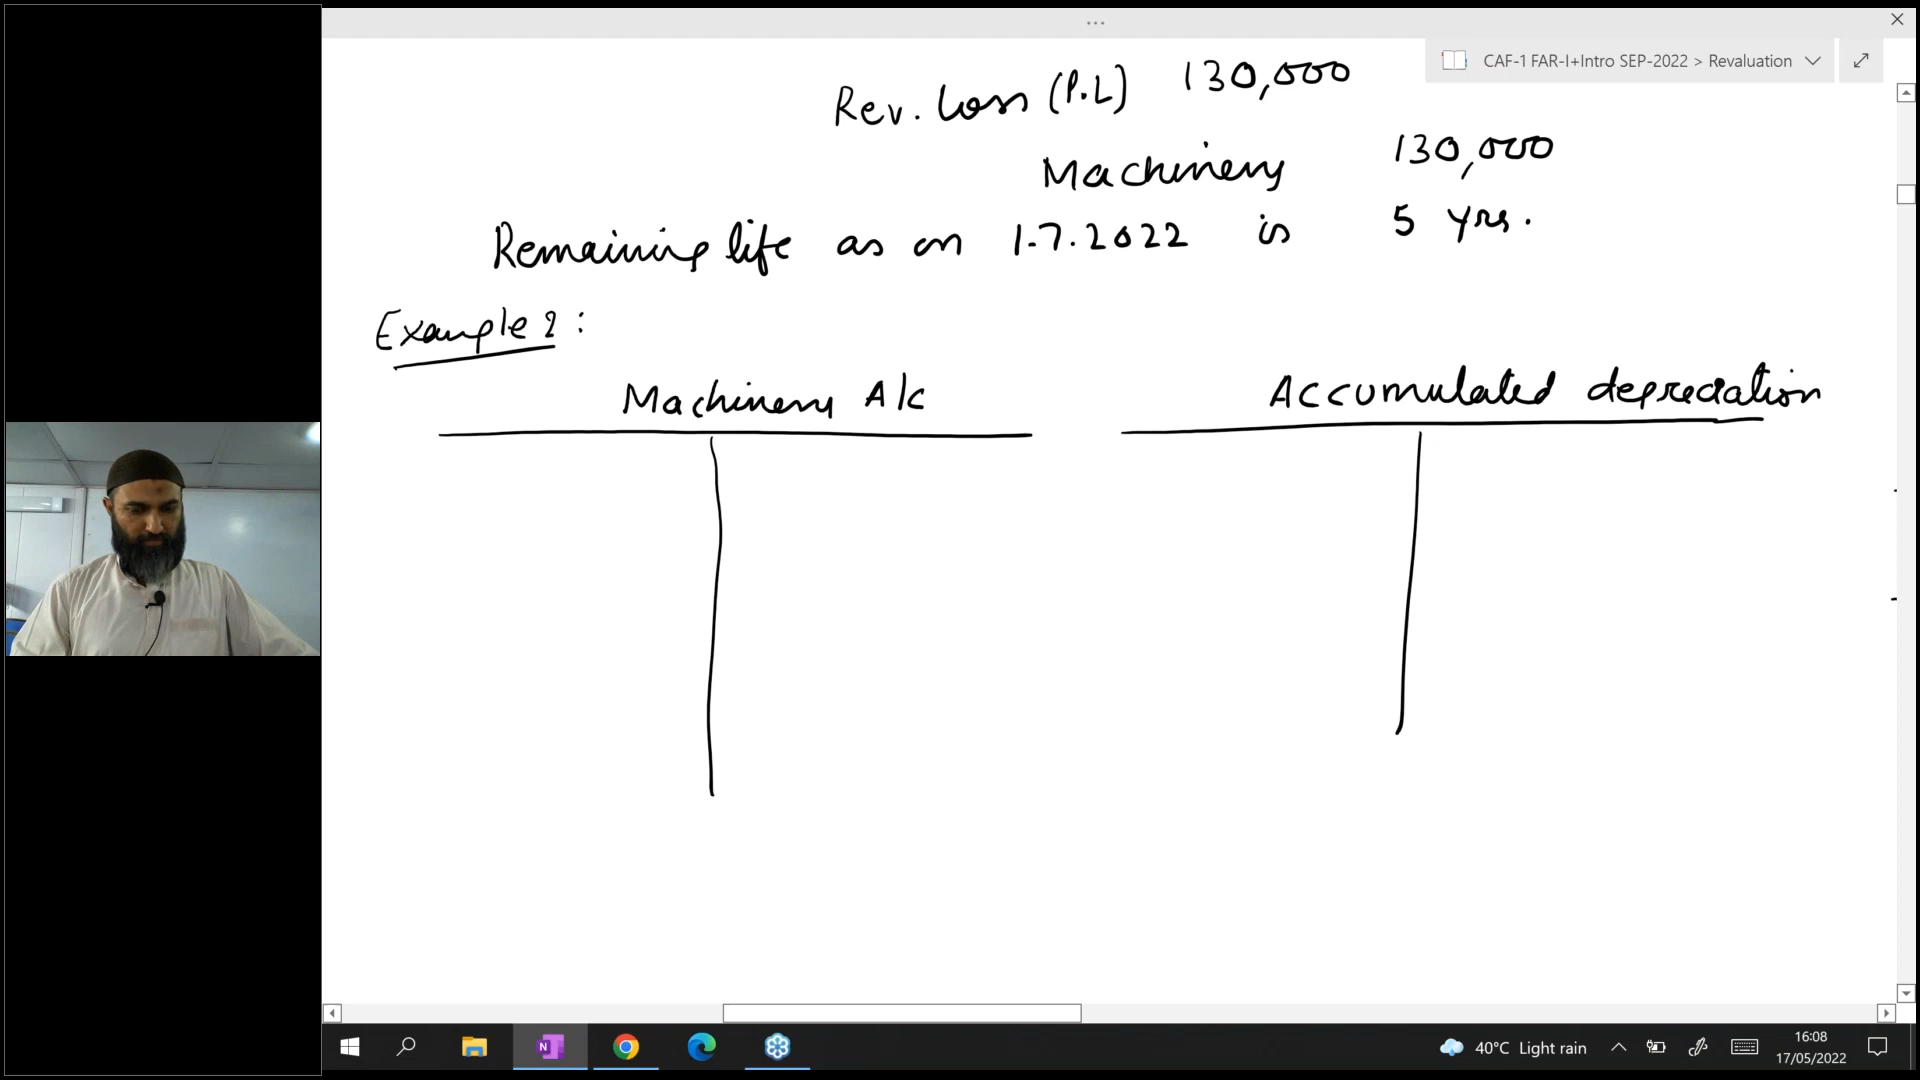 ...
CAF-1 FAR-I+Intro SEP-2022 > Revaluation
Rev. Loss (P.L) 130,000
Machinery 130,000
Remaining life as on 1.7.2022 is 5 yrs.
Example 2 :
Machinery A/c
Accumulated depreciation
40°C Light rain
16:08
17/05/2022